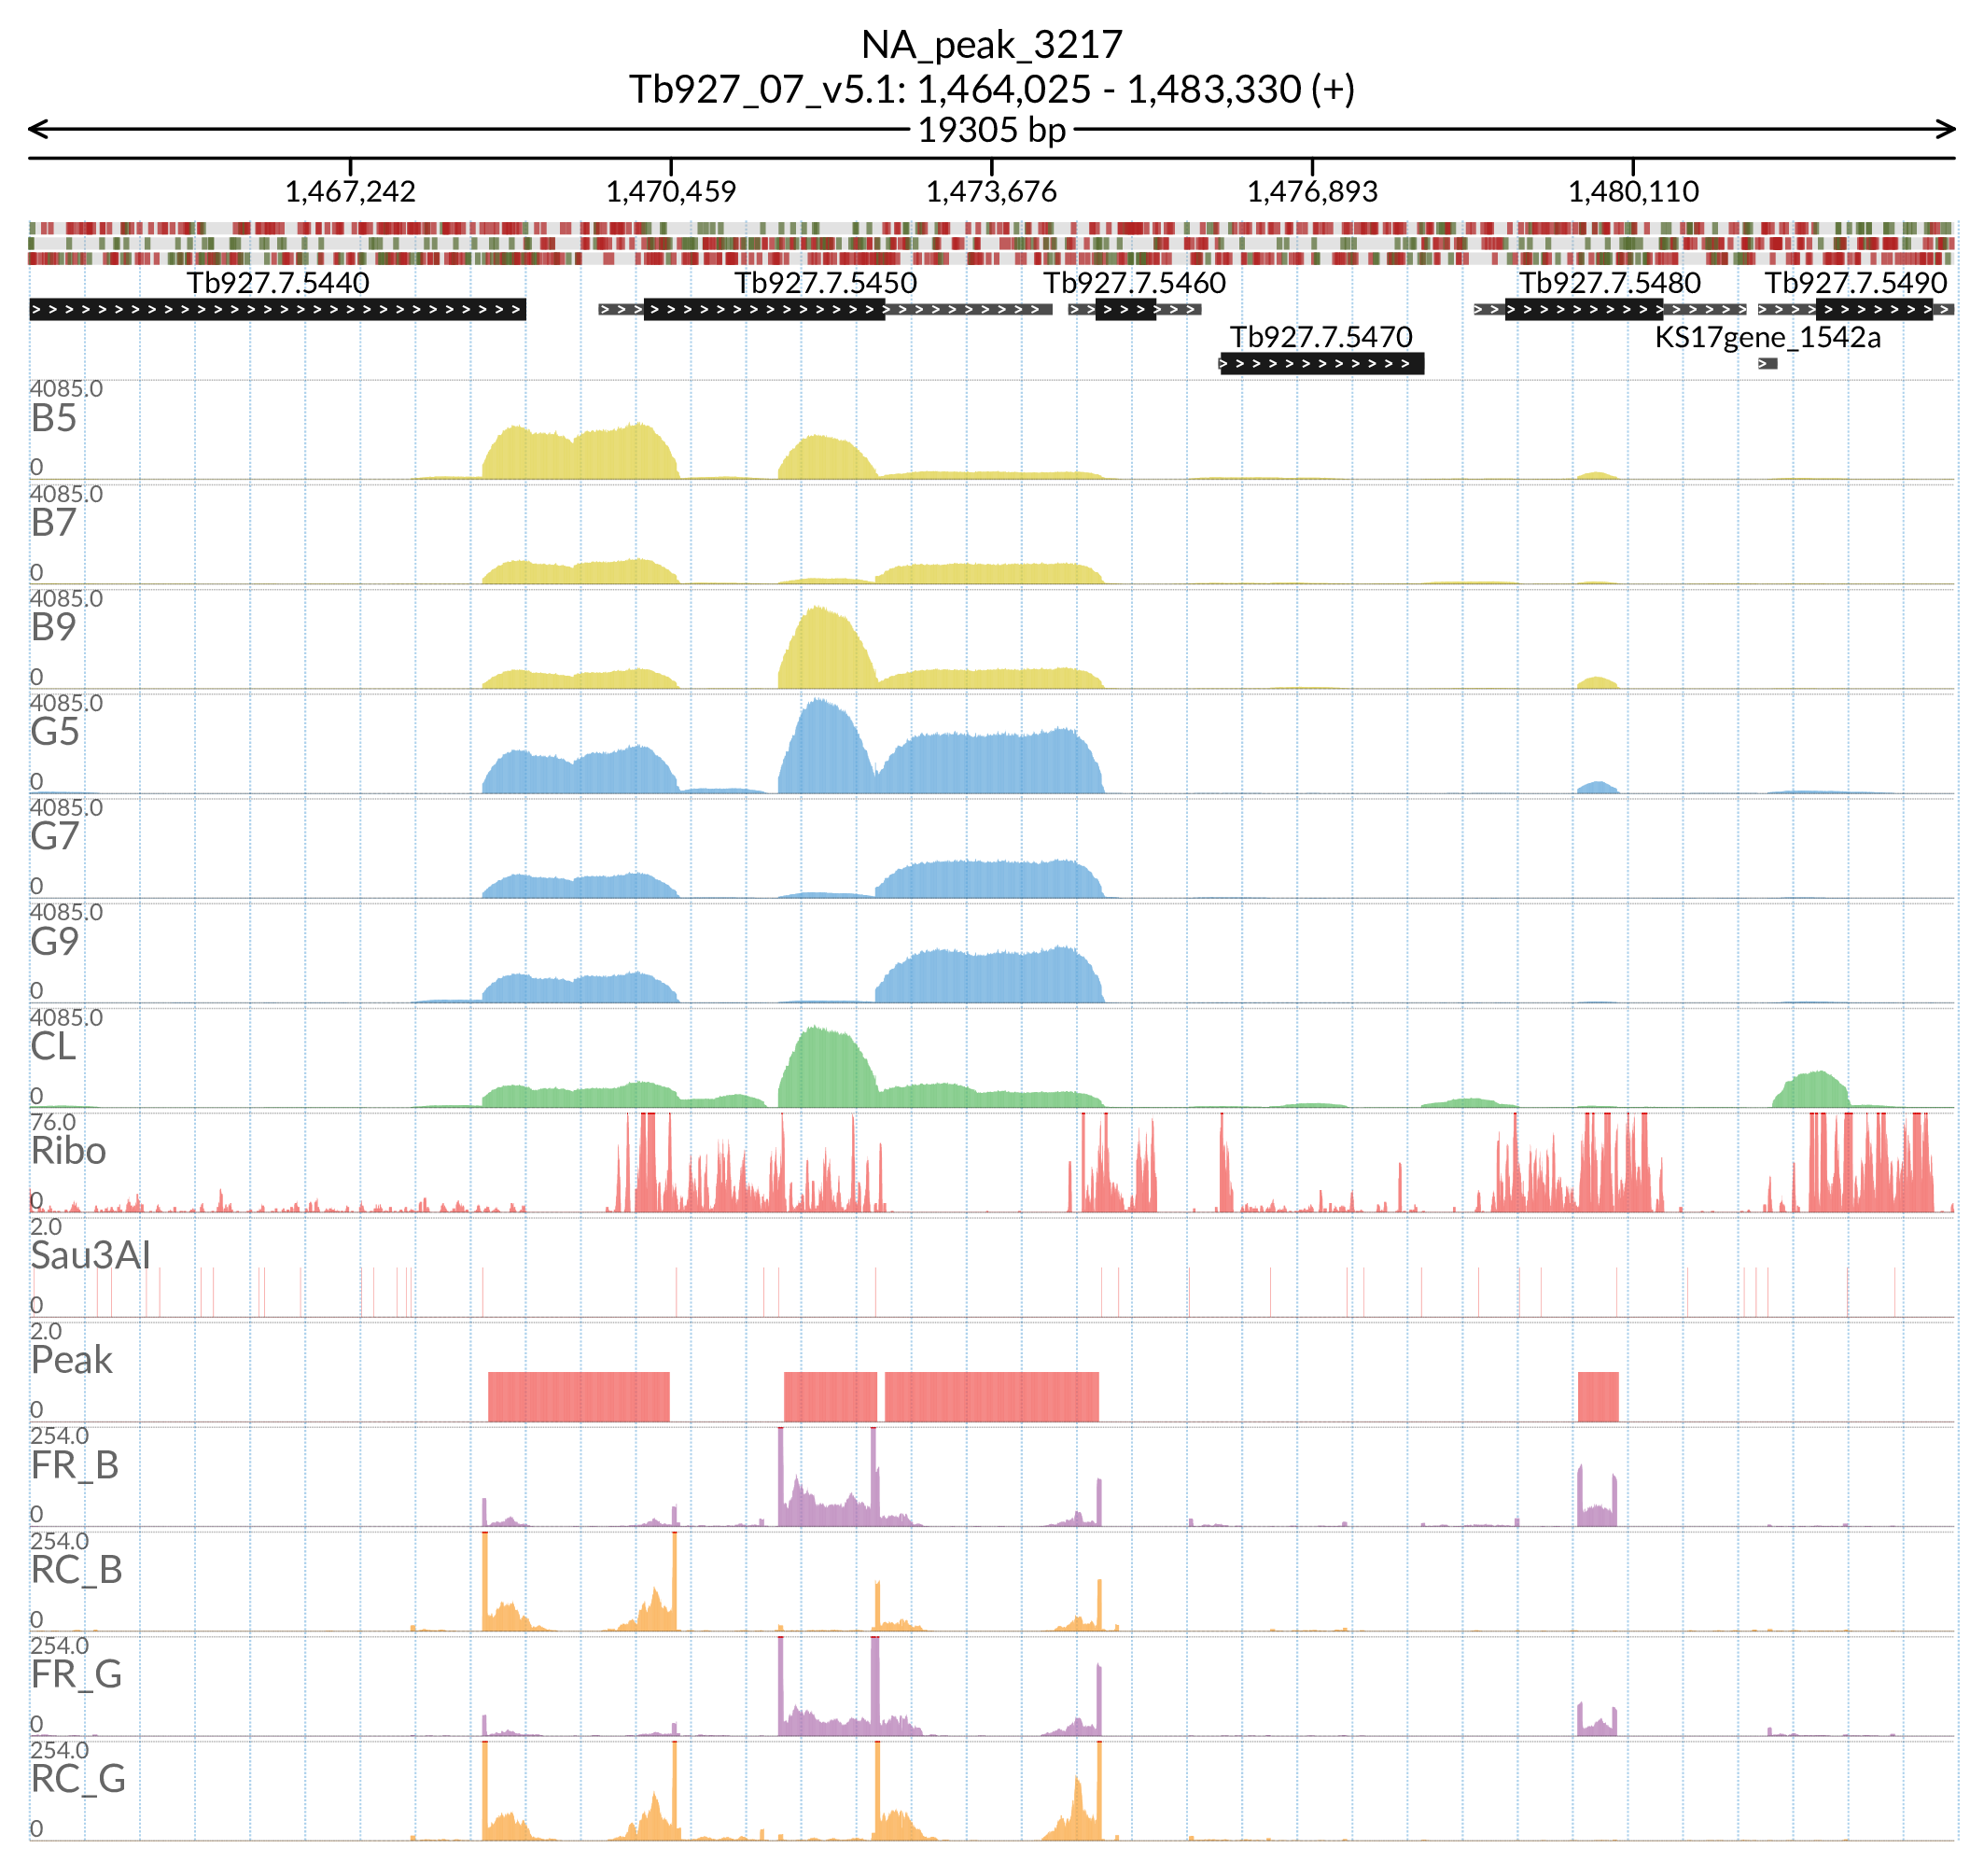 NA_peak_3217
Tb927_07_v5.1: 1,464,025 - 1,483,330 (+)
19305 bp
1,467,242 1,470,459 1,473,676 1,476,893 1,480,110
Tb927.7.5440 Tb927.7.5450 Tb927.7.5460 Tb927.7.5480 Tb927.7.5490
Tb927.7.5470 KS17gene_1542a
4085.0
B5
0
4085.0
B7
0
4085.0
B9
0
4085.0
G5
0
4085.0
G7
0
4085.0
G9
0
4085.0
CL
0
76.0
Ribo
0
2.0
Sau3AI
0
2.0
Peak
0
254.0
FR_B
0
254.0
RC_B
0
254.0
FR_G
0
254.0
RC_G
0